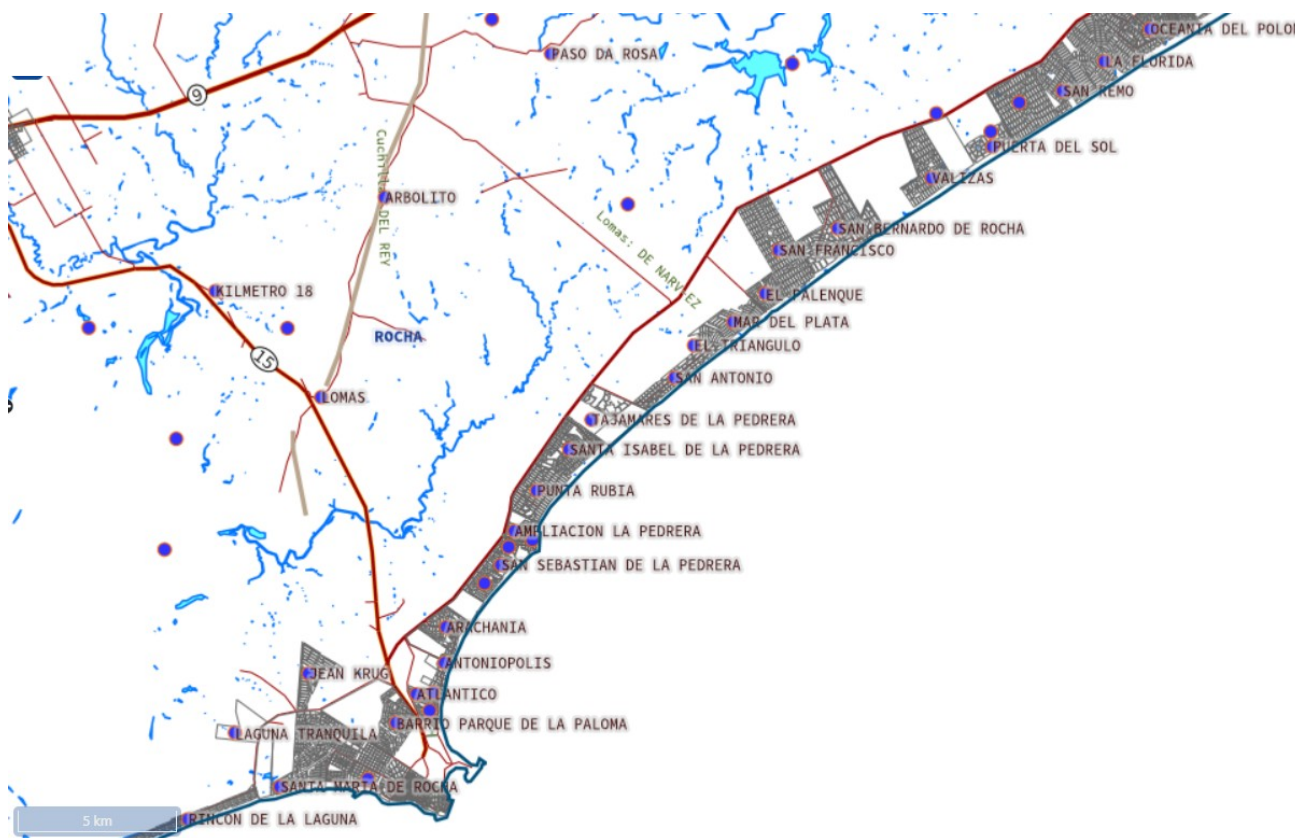 OCEANIA DEL POLO
PASO DA ROSA
LA FLORIDA
SAN REMO
9
PUERTA DEL SOL
VALIZAS
Cuchill DEL REY
ARBOLITO
Lomas: DE NARV EZ
SAN BERNARDO DE ROCHA
SAN FRANCISCO
KILMETRO 18
EL PALENQUE
MAR DEL PLATA
ROCHA
EL TRIANGULO
15
SAN ANTONIO
LOMAS
TAJAMARES DE LA PEDRERA
SANTA ISABEL DE LA PEDRERA
PUNTA RUBIA
AMPLIACION LA PEDRERA
SAN SEBASTIAN DE LA PEDRERA
ARACHANIA
ANTONIOPOLIS
JEAN KRUG
ATLANTICO
BARRIO PARQUE DE LA PALOMA
LAGUNA TRANQUILA
SANTA MARIA DE ROCHA
RINCON DE LA LAGUNA
5 km